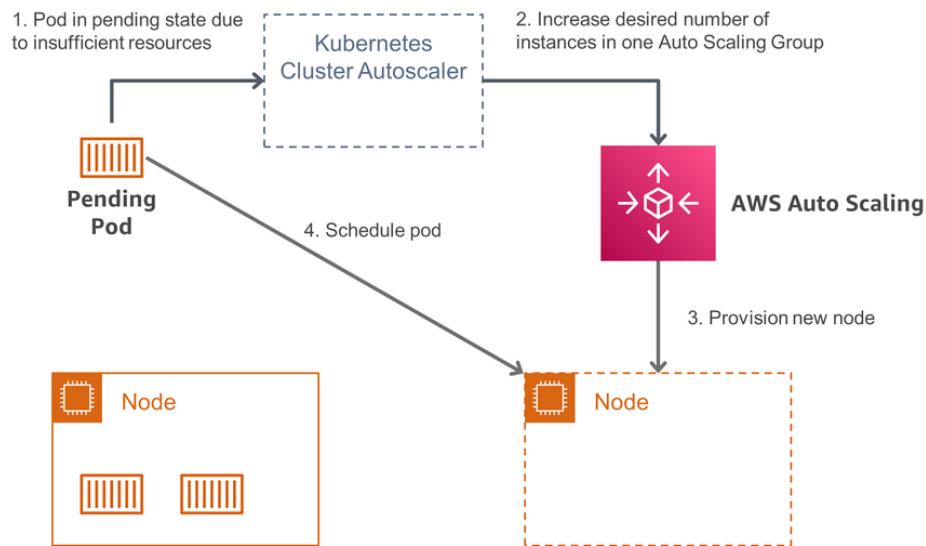 1. Pod in pending state due
to insufficient resources
Kubernetes
Cluster Autoscaler
2. Increase desired number of
instances in one Auto Scaling Group
Pending
Pod
AWS Auto Scaling
4. Schedule pod
3. Provision new node
Node
Node